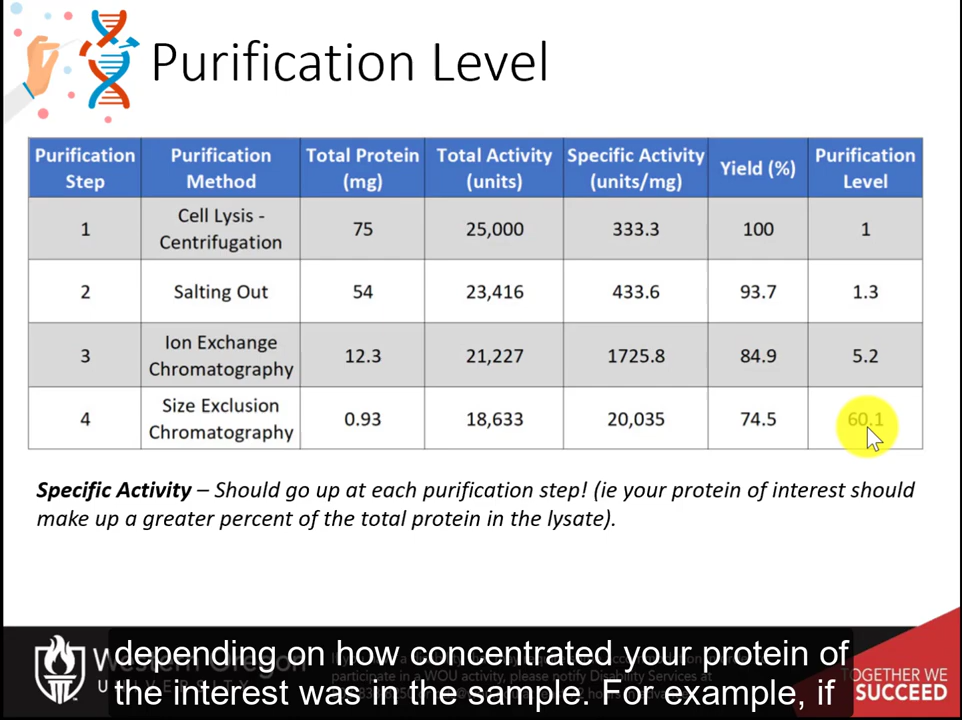 Purification Level
Purification Step | Purification Method | Total Protein (mg) | Total Activity (units) | Specific Activity (units/mg) | Yield (%) | Purification Level
1 | Cell Lysis - Centrifugation | 75 | 25,000 | 333.3 | 100 | 1
2 | Salting Out | 54 | 23,416 | 433.6 | 93.7 | 1.3
3 | Ion Exchange Chromatography | 12.3 | 21,227 | 1725.8 | 84.9 | 5.2
4 | Size Exclusion Chromatography | 0.93 | 18,633 | 20,035 | 74.5 | 60.1
Specific Activity – Should go up at each purification step! (ie your protein of interest should
make up a greater percent of the total protein in the lysate).
depending on how concentrated your protein of
the interest was in the sample. For example, if
TOGETHER WE
SUCCEED